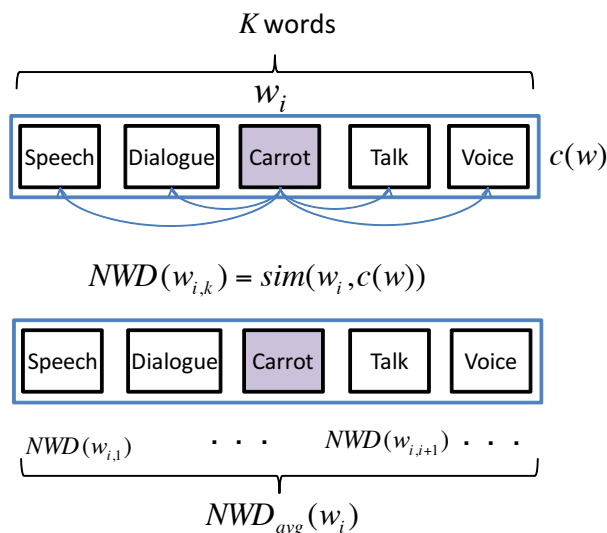 K words
w_i
Speech Dialogue Carrot Talk Voice c(w)
NWD(w_{i,k}) = sim(w_i, c(w))
Speech Dialogue Carrot Talk Voice
NWD(w_{i,1}) . . . NWD(w_{i,i+1}) . . .
NWD_{avg}(w_i)